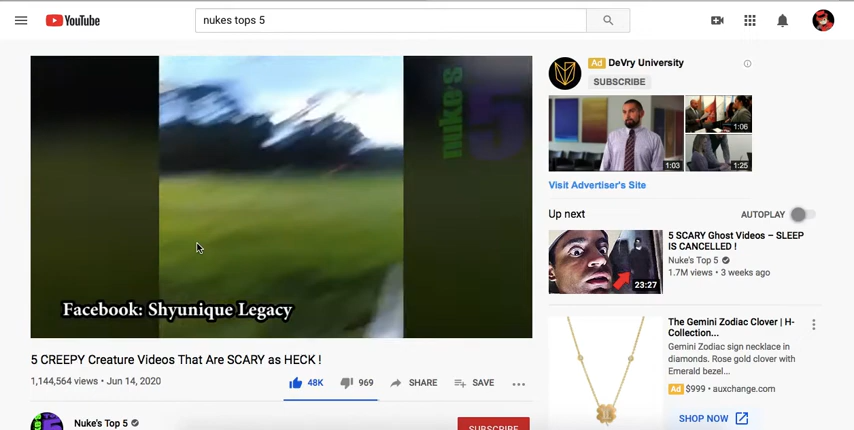 YouTube
nukes tops 5
nuke's
5
Facebook: Shyunique Legacy
5 CREEPY Creature Videos That Are SCARY as HECK !
1,144,564 views • Jun 14, 2020
48K
969
SHARE
SAVE
Nuke's Top 5
SUBSCRIBE
Ad DeVry University
SUBSCRIBE
1:03
1:06
1:25
Visit Advertiser's Site
Up next
AUTOPLAY
23:27
5 SCARY Ghost Videos – SLEEP
IS CANCELLED !
Nuke's Top 5
1.7M views • 3 weeks ago
The Gemini Zodiac Clover | H-
Collection...
Gemini Zodiac sign necklace in
diamonds. Rose gold clover with
Emerald bezel...
Ad $999 • auxchange.com
SHOP NOW